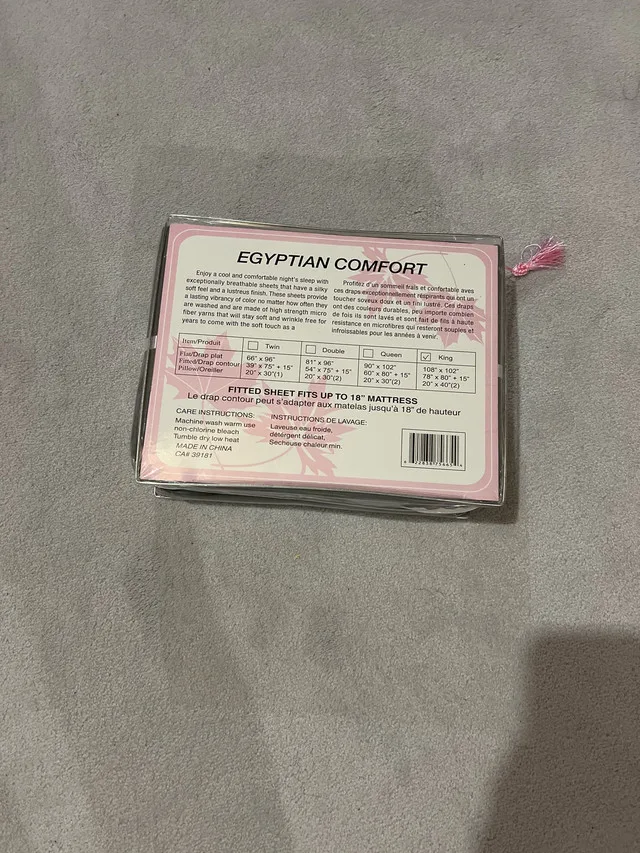 EGYPTIAN COMFORT
Enjoy a cool and comfortable night's sleep with
exceptionally breathable sheets that have a silky
soft feel and a lustreus finish. These sheets provide
a lasting vibrancy of color no matter how often they
are washed and are made of high strength micro
fiber yarns that will stay soft and wrinkle free for
years to come with the soft touch as a
Profitez d'un sommeil frais et confortable avec
ces draps exceptionnellement respirants qui ont un
toucher soyeux doux et un fini lustré. Ces draps
ont des couleurs durables, peu importe combien
de fois ils sont lavés et sont fait de fils à haute
resistance en microfibres qui resteront souples et
infroissables pour les années à venir.
Item/Produit Twin Double Queen King
Flat/Drap plat 66" x 96" 81" x 96" 90" x 102" 108" x 102"
Fitted/Drap contour 39" x 75" + 15" 54" x 75" + 15" 60" x 80" + 15" 78" x 80" + 15"
Pillow/Oreiller 20" x 30"(1) 20" x 30"(2) 20" x 30"(2) 20" x 40"(2)
FITTED SHEET FITS UP TO 18" MATTRESS
Le drap contour peut s'adapter aux matelas jusqu'à 18" de hauteur
CARE INSTRUCTIONS:
Machine wash warm use
non-chlorine bleach
Tumble dry low heat
MADE IN CHINA
CA# 39181
INSTRUCTIONS DE LAVAGE:
Laveuse eau froide,
détergent délicat,
Secheuse chaleur min.